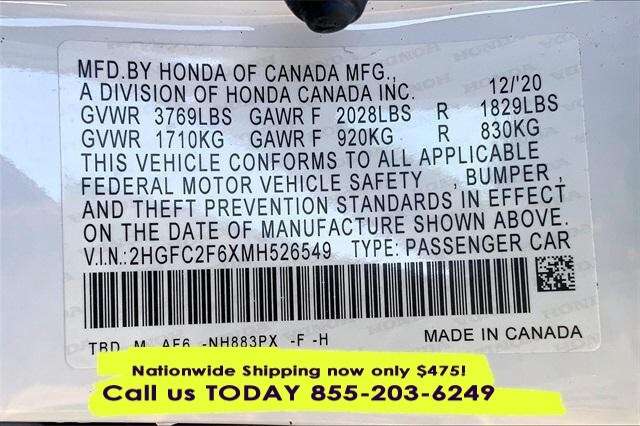 MFD.BY HONDA OF CANADA MFG.,
A DIVISION OF HONDA CANADA INC. 12/'20
GVWR 3769LBS GAWR F 2028LBS R 1829LBS
GVWR 1710KG GAWR F 920KG R 830KG
THIS VEHICLE CONFORMS TO ALL APPLICABLE
FEDERAL MOTOR VEHICLE SAFETY , BUMPER ,
AND THEFT PREVENTION STANDARDS IN EFFECT
ON THE DATE OF MANUFACTURE SHOWN ABOVE.
V.I.N.:2HGFC2F6XMH526549 TYPE: PASSENGER CAR
TBD M AF6 -NH883PX -F -H MADE IN CANADA
Nationwide Shipping now only $475!
Call us TODAY 855-203-6249